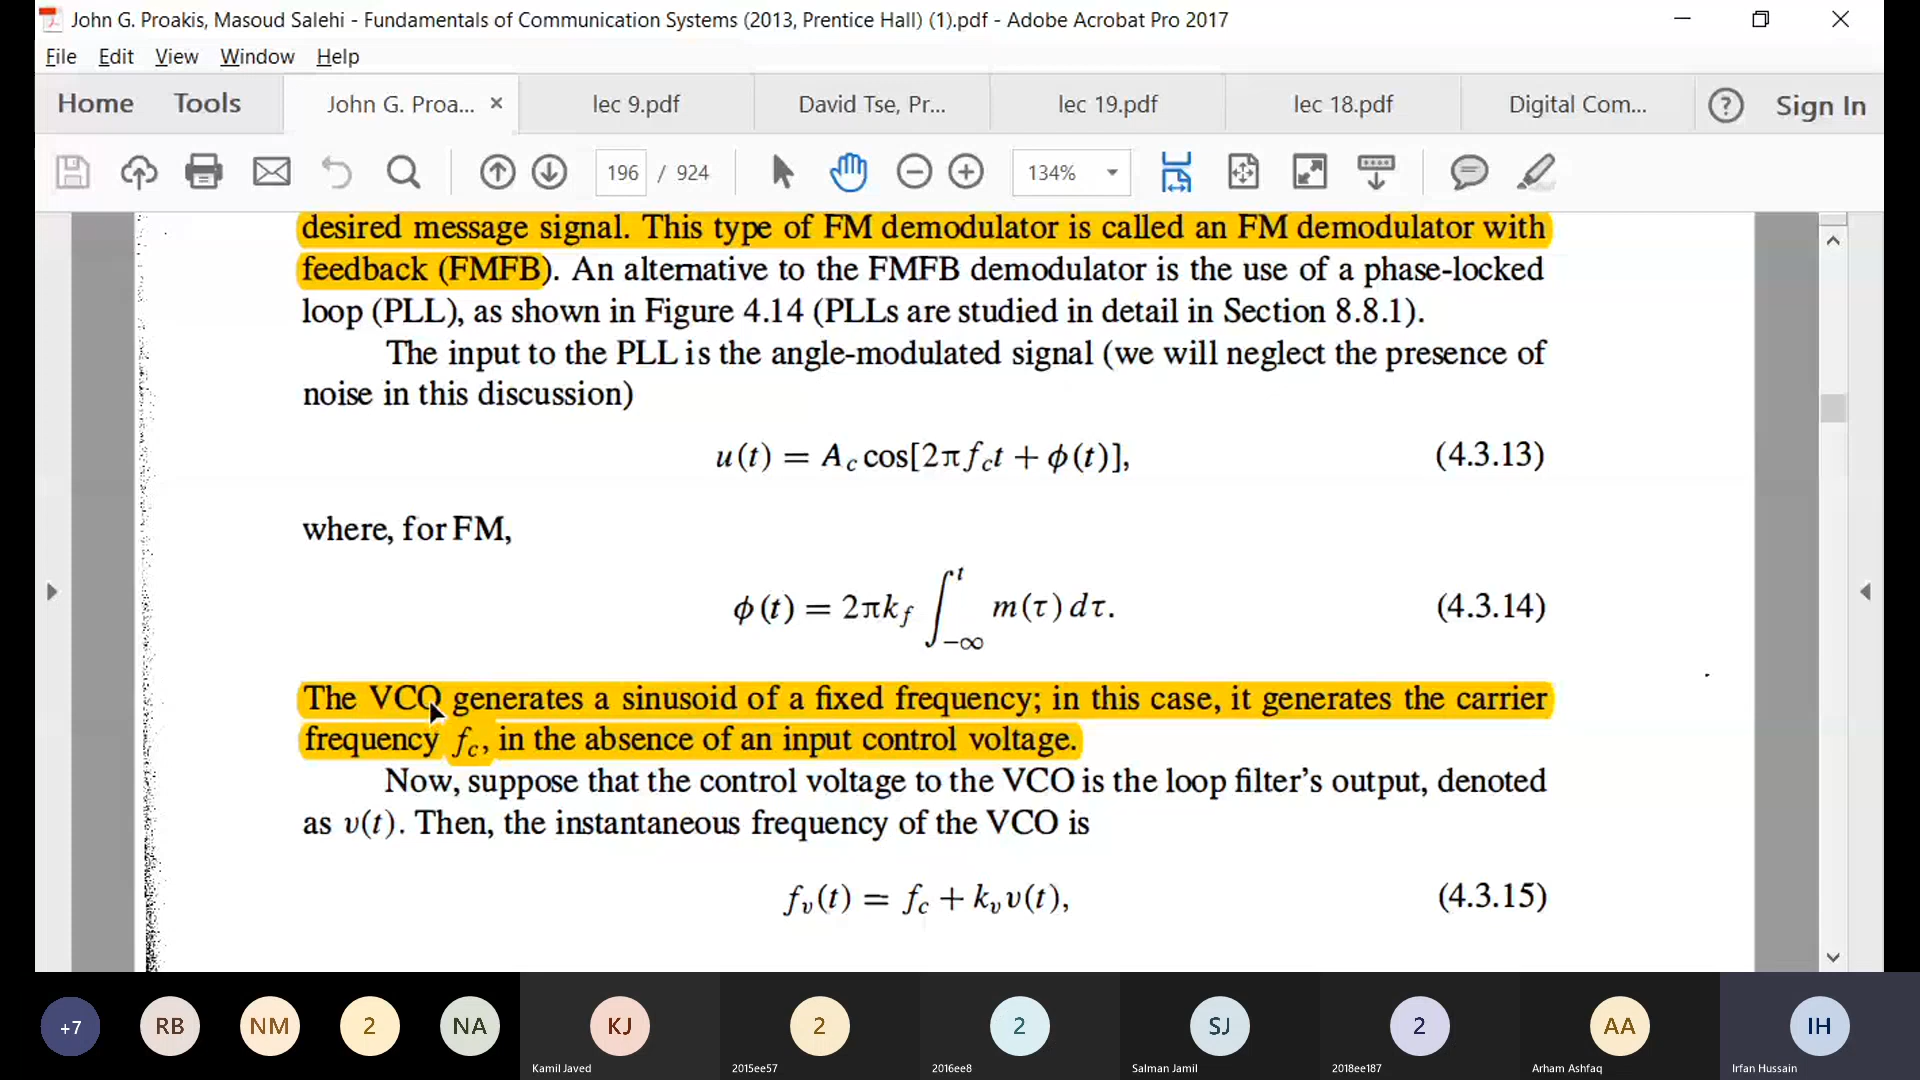 John G. Proakis, Masoud Salehi - Fundamentals of Communication Systems (2013, Prentice Hall) (1).pdf - Adobe Acrobat Pro 2017
File Edit View Window Help
Home Tools John G. Proa... × lec 9.pdf David Tse, Pr... lec 19.pdf lec 18.pdf Digital Com... ? Sign In
196 / 924 134%
desired message signal. This type of FM demodulator is called an FM demodulator with
feedback (FMFB). An alternative to the FMFB demodulator is the use of a phase-locked
loop (PLL), as shown in Figure 4.14 (PLLs are studied in detail in Section 8.8.1).
The input to the PLL is the angle-modulated signal (we will neglect the presence of
noise in this discussion)
u(t) = A_c cos[2πf_c t + ϕ(t)], (4.3.13)
where, for FM,
ϕ(t) = 2πk_f ∫_{-∞}^{t} m(τ) dτ. (4.3.14)
The VCO generates a sinusoid of a fixed frequency; in this case, it generates the carrier
frequency f_c, in the absence of an input control voltage.
Now, suppose that the control voltage to the VCO is the loop filter’s output, denoted
as v(t). Then, the instantaneous frequency of the VCO is
f_v(t) = f_c + k_v v(t), (4.3.15)
+7 RB NM 2 NA KJ 2 2 SJ 2 AA IH
Kamil Javed 2015ee57 2016ee8 Salman Jamil 2018ee187 Arham Ashfaq Irfan Hussain